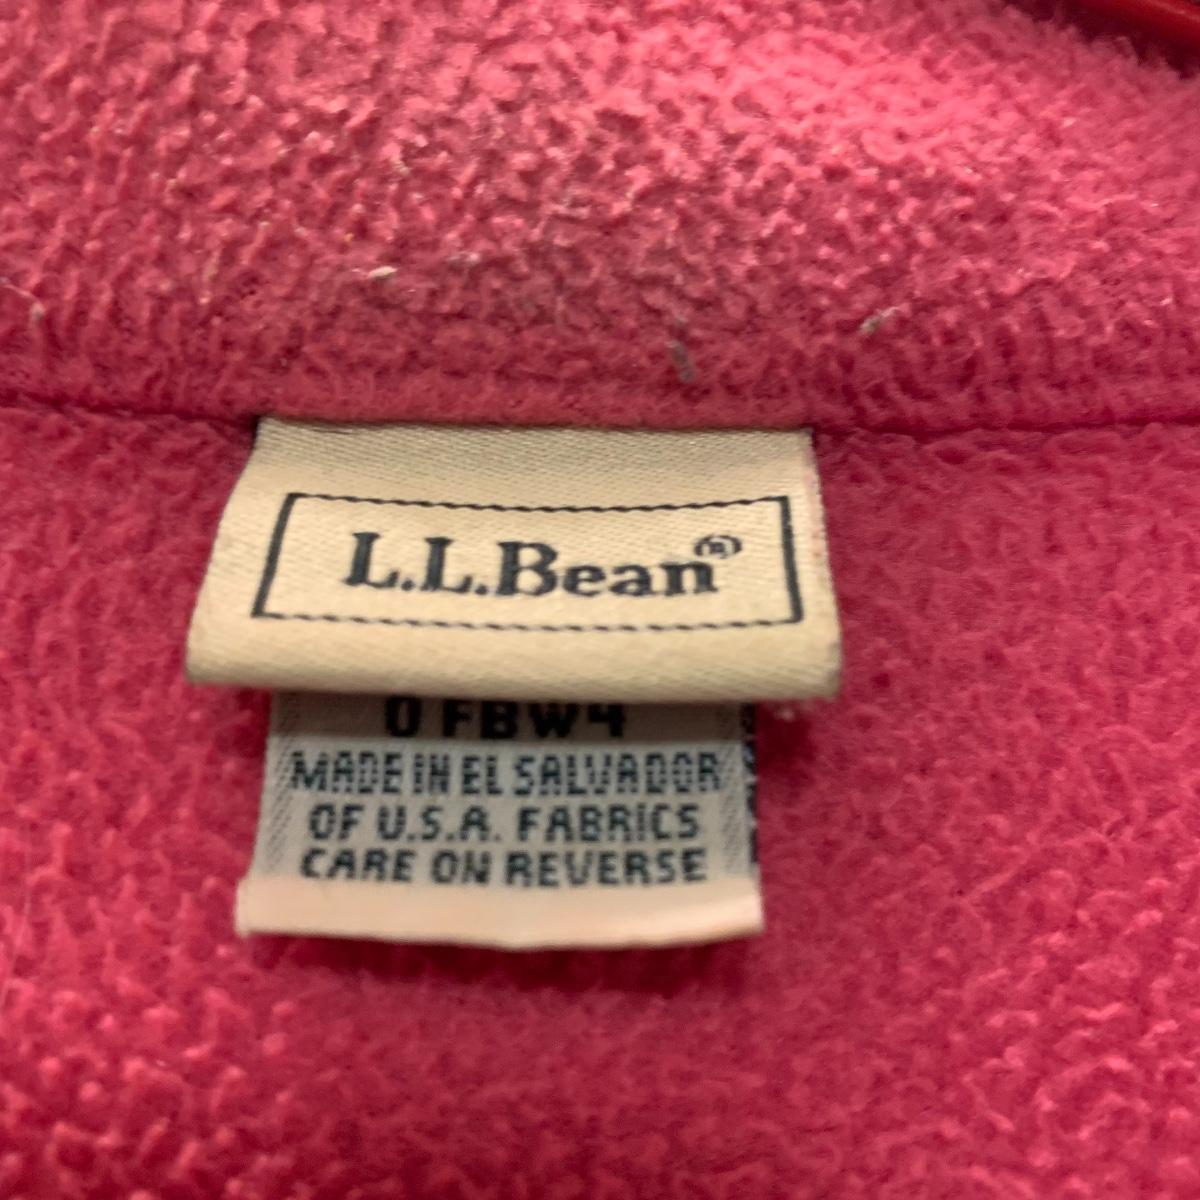 L.L.Bean®
0 FBW4
MADE IN EL SALVADOR
OF U.S.A. FABRICS
CARE ON REVERSE